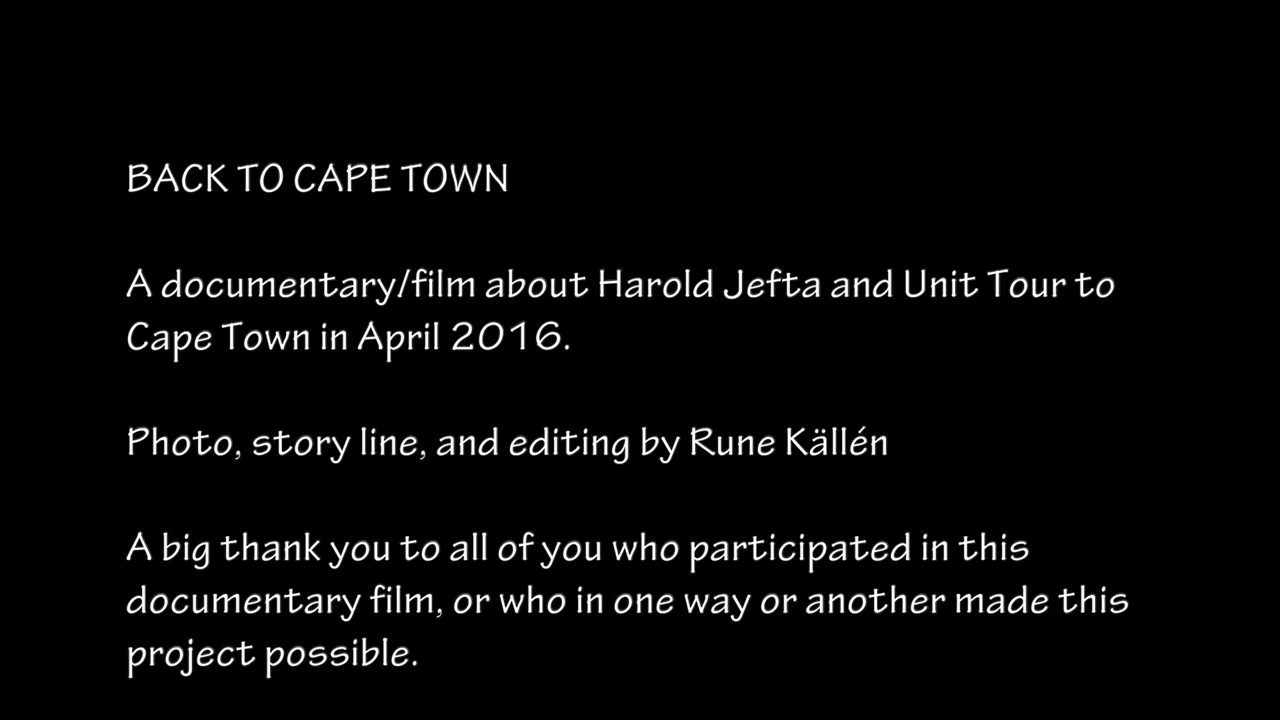 BACK TO CAPE TOWN
A documentary/film about Harold Jefta and Unit Tour to
Cape Town in April 2016.
Photo, story line, and editing by Rune Källén
A big thank you to all of you who participated in this
documentary film, or who in one way or another made this
project possible.